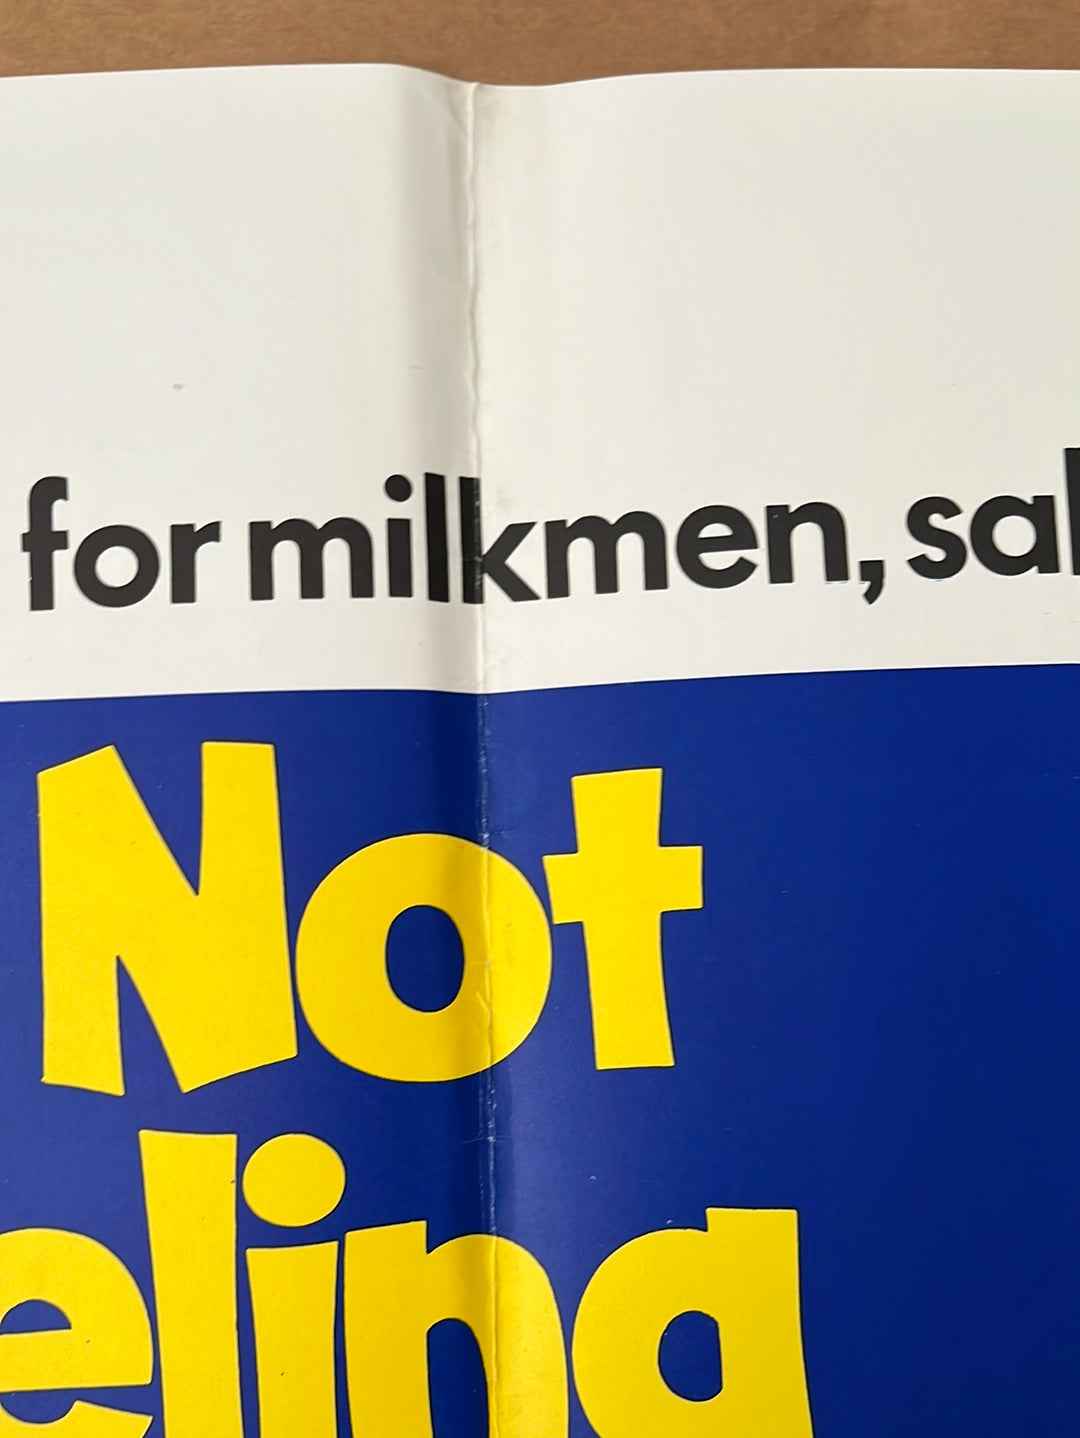 for milkmen, sal
Not
eling